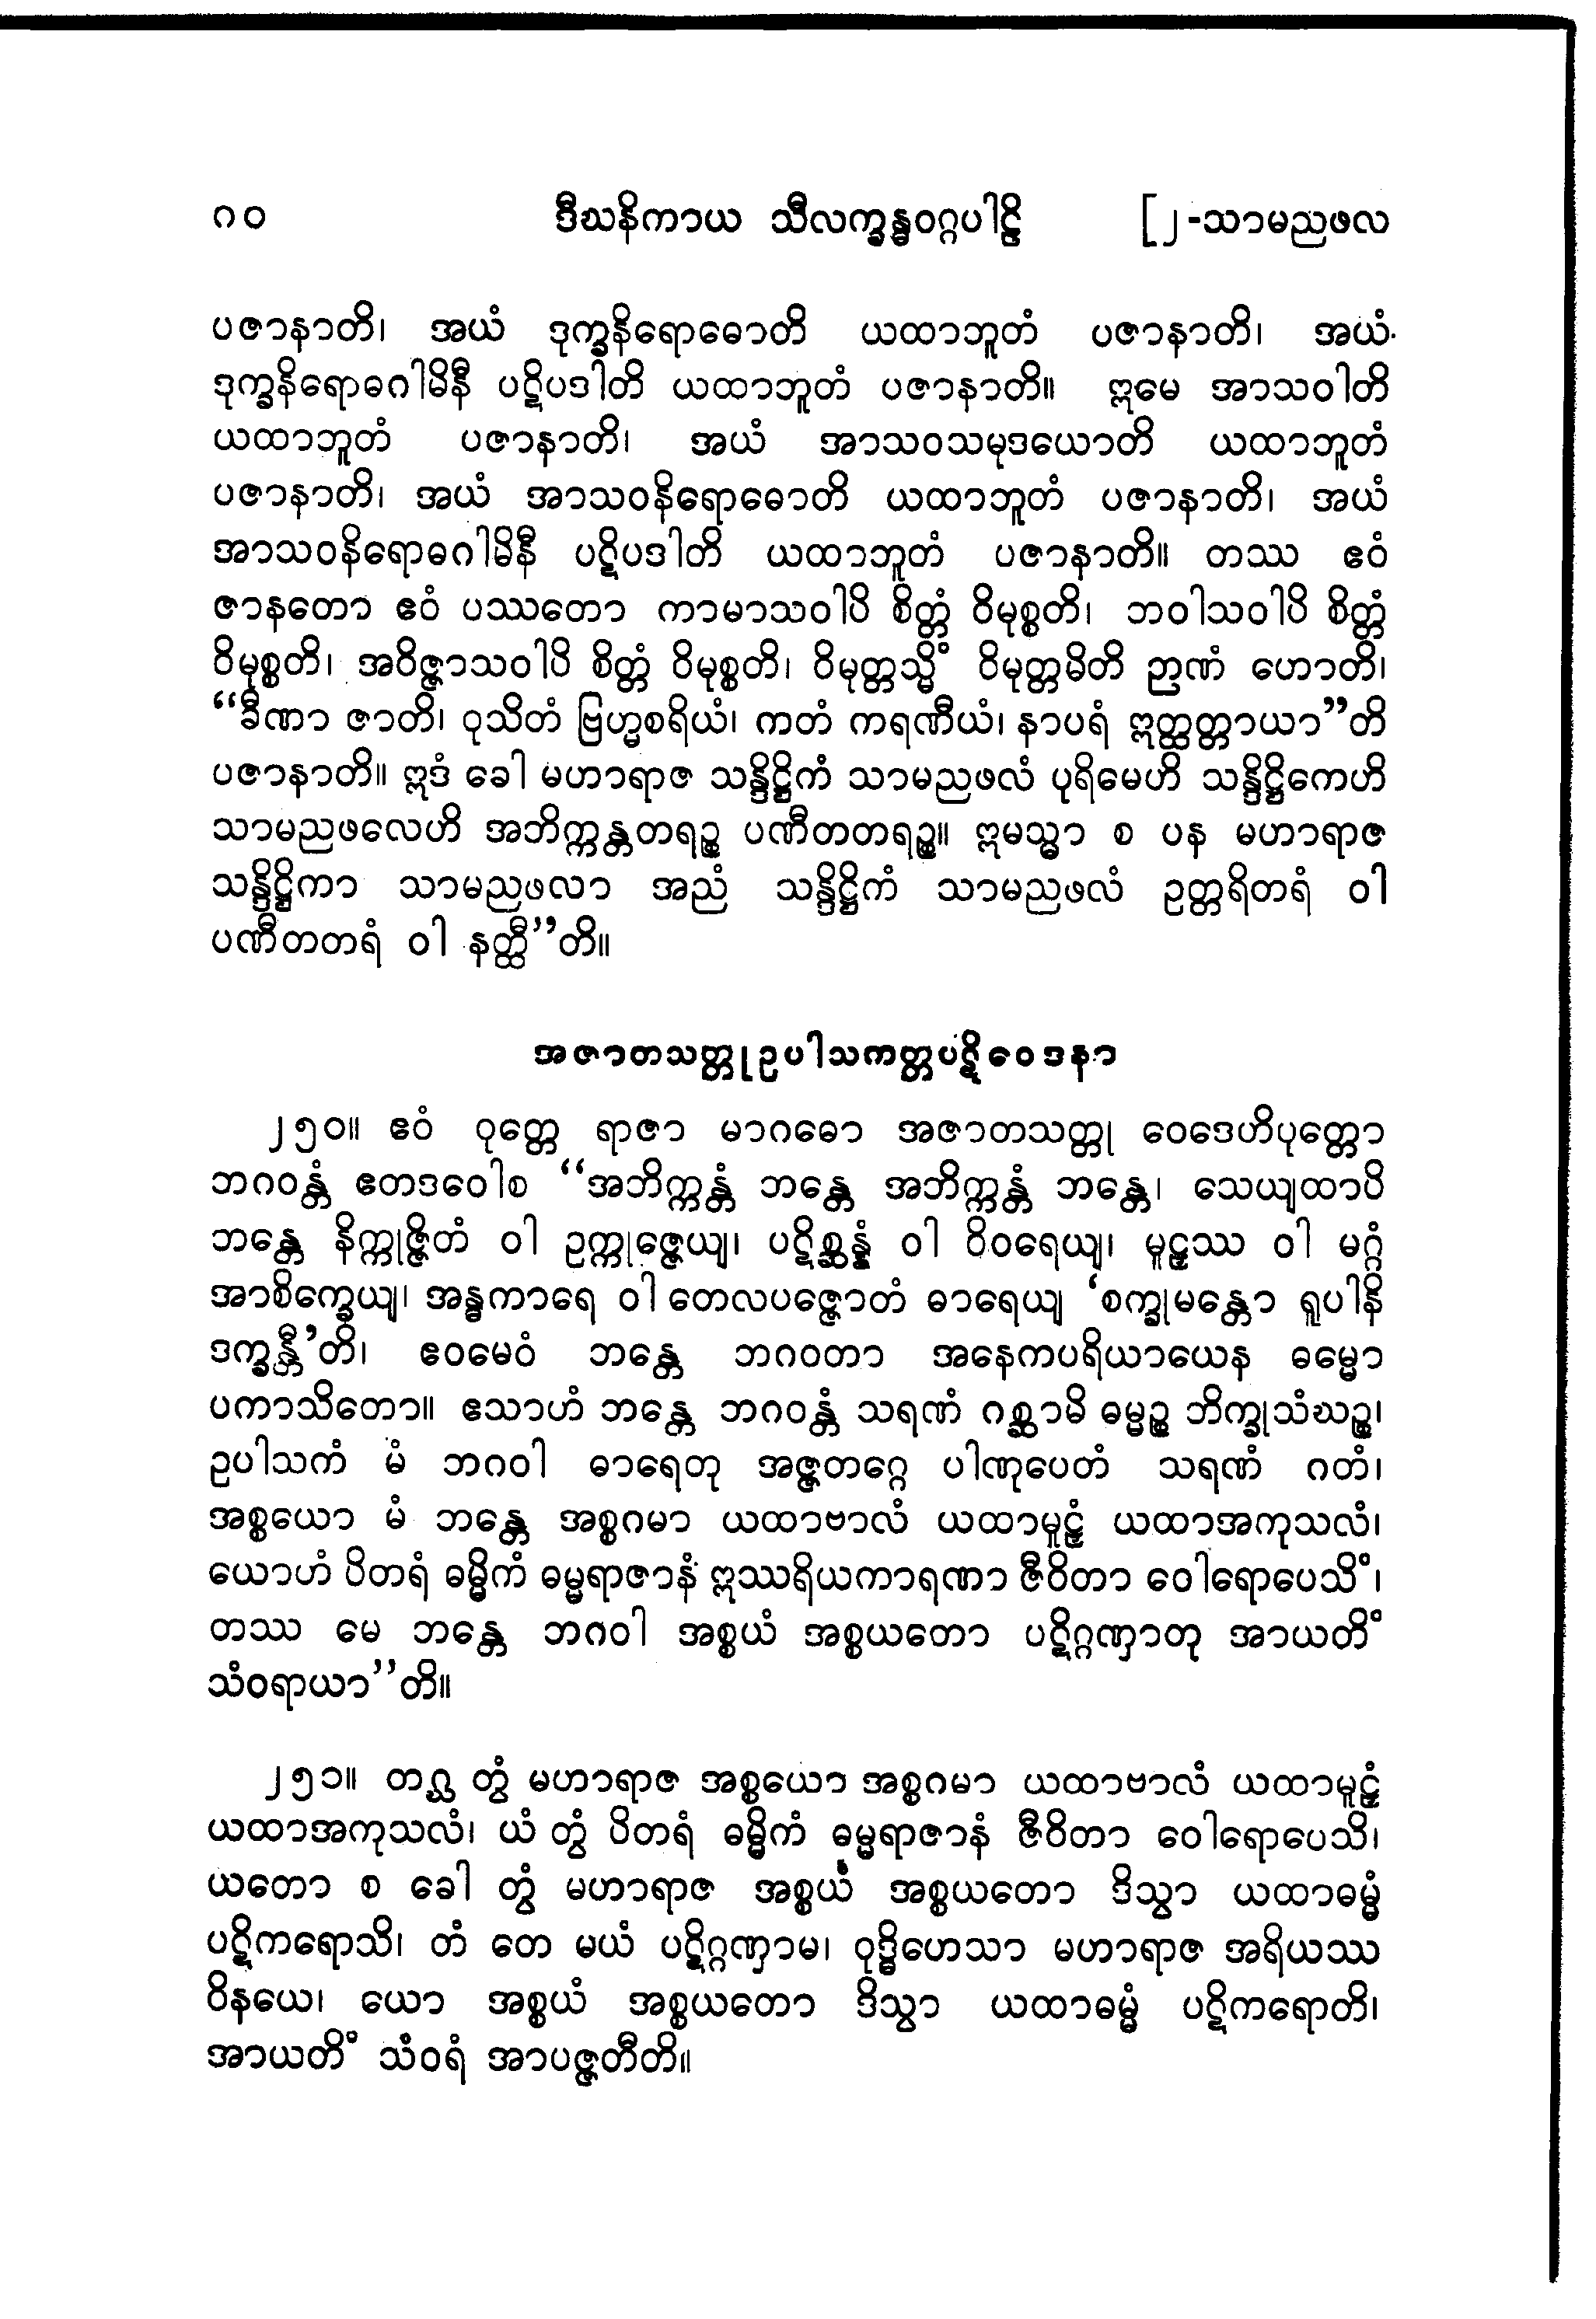 ၈၀ ဒီဃနိကာယ သီလက္ခန္ဓဝဂ္ဂပါဠိ [၂-သာမညဖလ
ပဇာနာတိ၊ အယံ ဒုက္ခနိရောဓောတိ ယထာဘူတံ ပဇာနာတိ၊ အယံ
ဒုက္ခနိရောဓဂါမိနီ ပဋိပဒါတိ ယထာဘူတံ ပဇာနာတိ။ ဣမေ အာသဝါတိ
ယထာဘူတံ ပဇာနာတိ၊ အယံ အာသဝသမုဒယောတိ ယထာဘူတံ
ပဇာနာတိ၊ အယံ အာသဝနိရောဓောတိ ယထာဘူတံ ပဇာနာတိ၊ အယံ
အာသဝနိရောဓဂါမိနီ ပဋိပဒါတိ ယထာဘူတံ ပဇာနာတိ။ တဿ ဧဝံ
ဇာနတော ဧဝံ ပဿတော ကာမာသဝါပိ စိတ္တံ ဝိမုစ္စတိ၊ ဘဝါသဝါပိ စိတ္တံ
ဝိမုစ္စတိ၊ အဝိဇ္ဇာသဝါပိ စိတ္တံ ဝိမုစ္စတိ၊ ဝိမုတ္တသ္မိံ ဝိမုတ္တမိတိ ဉာဏံ ဟောတိ၊
“ခီဏာ ဇာတိ၊ ဝုသိတံ ဗြဟ္မစရိယံ၊ ကတံ ကရဏီယံ၊ နာပရံ ဣတ္ထတ္တာယာ”တိ
ပဇာနာတိ။ ဣဒံ ခေါ မဟာရာဇ သန္ဒိဋ္ဌိကံ သာမညဖလံ ပုရိမေဟိ သန္ဒိဋ္ဌိကေဟိ
သာမညဖလေဟိ အဘိက္ကန္တတရဉ္စ ပဏီတတရဉ္စ။ ဣမသ္မာ စ ပန မဟာရာဇ
သန္ဒိဋ္ဌိကာ သာမညဖလာ အညံ သန္ဒိဋ္ဌိကံ သာမညဖလံ ဥတ္တရိတရံ ဝါ
ပဏီတတရံ ဝါ နတ္ထီ”တိ။
အဇာတသတ္တုဥပါသကတ္တပဋိဝေဒနာ
၂၅၀။ ဧဝံ ဝုတ္တေ ရာဇာ မာဂဓော အဇာတသတ္တု ဝေဒေဟိပုတ္တော
ဘဂဝန္တံ ဧတဒဝေါစ “အဘိက္ကန္တံ ဘန္တေ အဘိက္ကန္တံ ဘန္တေ၊ သေယျထာပိ
ဘန္တေ နိက္ကုဇ္ဇိတံ ဝါ ဥက္ကုဇ္ဇေယျ၊ ပဋိစ္ဆန္နံ ဝါ ဝိဝရေယျ၊ မူဠှဿ ဝါ မဂ္ဂံ
အာစိက္ခေယျ၊ အန္ဓကာရေ ဝါ တေလပဇ္ဇောတံ ဓာရေယျ ‘စက္ခုမန္တော ရူပါနိ
ဒက္ခန္တီ’တိ၊ ဧဝမေဝံ ဘန္တေ ဘဂဝတာ အနေကပရိယာယေန ဓမ္မော
ပကာသိတော။ ဧသာဟံ ဘန္တေ ဘဂဝန္တံ သရဏံ ဂစ္ဆာမိ ဓမ္မဉ္စ ဘိက္ခုသံဃဉ္စ၊
ဥပါသကံ မံ ဘဂဝါ ဓာရေတု အဇ္ဇတဂ္ဂေ ပါဏုပေတံ သရဏံ ဂတံ၊
အစ္စယော မံ ဘန္တေ အစ္စဂမာ ယထာဗာလံ ယထာမူဠှံ ယထာအကုသလံ၊
ယောဟံ ပိတရံ ဓမ္မိကံ ဓမ္မရာဇာနံ ဣဿရိယကာရဏာ ဇီဝိတာ ဝေါရောပေသိံ၊
တဿ မေ ဘန္တေ ဘဂဝါ အစ္စယံ အစ္စယတော ပဋိဂ္ဂဏှာတု အာယတိံ
သံဝရာယာ”တိ။
၂၅၁။ တဂ္ဃ တွံ မဟာရာဇ အစ္စယော အစ္စဂမာ ယထာဗာလံ ယထာမူဠှံ
ယထာအကုသလံ၊ ယံ တွံ ပိတရံ ဓမ္မိကံ ဓမ္မရာဇာနံ ဇီဝိတာ ဝေါရောပေသိ၊
ယတော စ ခေါ တွံ မဟာရာဇ အစ္စယံ အစ္စယတော ဒိသွာ ယထာဓမ္မံ
ပဋိကရောသိ၊ တံ တေ မယံ ပဋိဂ္ဂဏှာမ၊ ဝုဒ္ဓိဟေသာ မဟာရာဇ အရိယဿ
ဝိနယေ၊ ယော အစ္စယံ အစ္စယတော ဒိသွာ ယထာဓမ္မံ ပဋိကရောတိ၊
အာယတိံ သံဝရံ အာပဇ္ဇတီတိ။